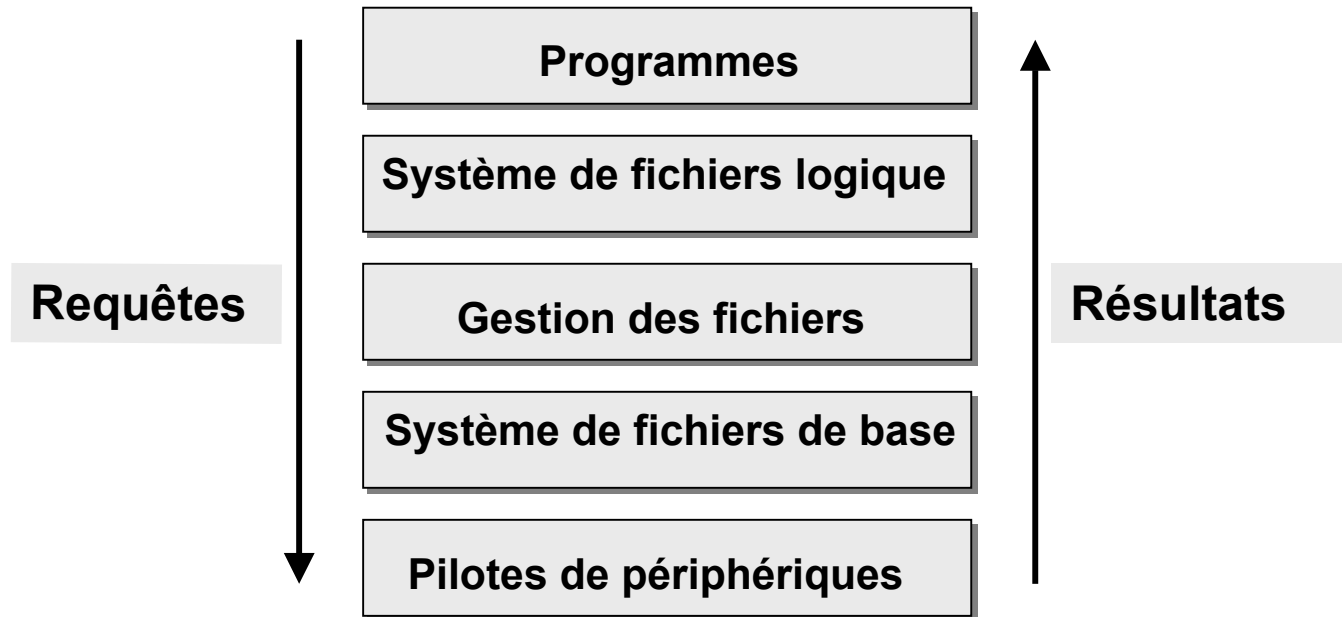 Programmes
Système de fichiers logique
Requêtes
Gestion des fichiers
Résultats
Système de fichiers de base
Pilotes de périphériques